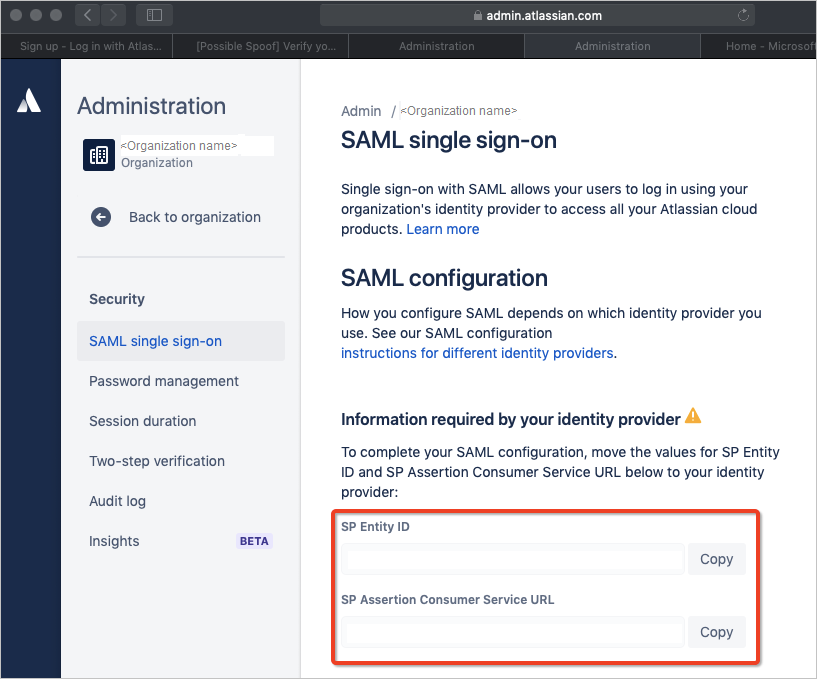 admin.atlassian.com
Sign up - Log in with Atlas...
[Possible Spoof] Verify yo...
Administration
Administration
Home - Microsoft
Administration
<Organization name>
Organization
Back to organization
Security
SAML single sign-on
Password management
Session duration
Two-step verification
Audit log
Insights
BETA
Admin / <Organization name>
SAML single sign-on
Single sign-on with SAML allows your users to log in using your
organization's identity provider to access all your Atlassian cloud
products. Learn more
SAML configuration
How you configure SAML depends on which identity provider you
use. See our SAML configuration
instructions for different identity providers.
Information required by your identity provider
To complete your SAML configuration, move the values for SP Entity
ID and SP Assertion Consumer Service URL below to your identity
provider:
SP Entity ID
Copy
SP Assertion Consumer Service URL
Copy